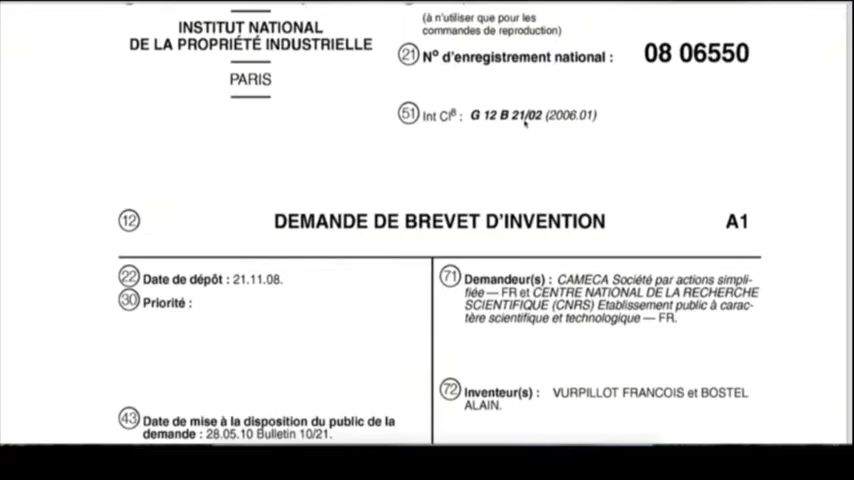 (à n'utiliser que pour les
commandes de reproduction)
INSTITUT NATIONAL
DE LA PROPRIÉTÉ INDUSTRIELLE
PARIS
21 N° d'enregistrement national : 08 06550
51 Int Cl8 : G 12 B 21/02 (2006.01)
12 DEMANDE DE BREVET D'INVENTION A1
22 Date de dépôt : 21.11.08.
30 Priorité :
43 Date de mise à la disposition du public de la
demande : 28.05.10 Bulletin 10/21.
71 Demandeur(s) : CAMECA Société par actions simpli-
fiée — FR et CENTRE NATIONAL DE LA RECHERCHE
SCIENTIFIQUE (CNRS) Etablissement public à carac-
tère scientifique et technologique — FR.
72 Inventeur(s) : VURPILLOT FRANCOIS et BOSTEL
ALAIN.